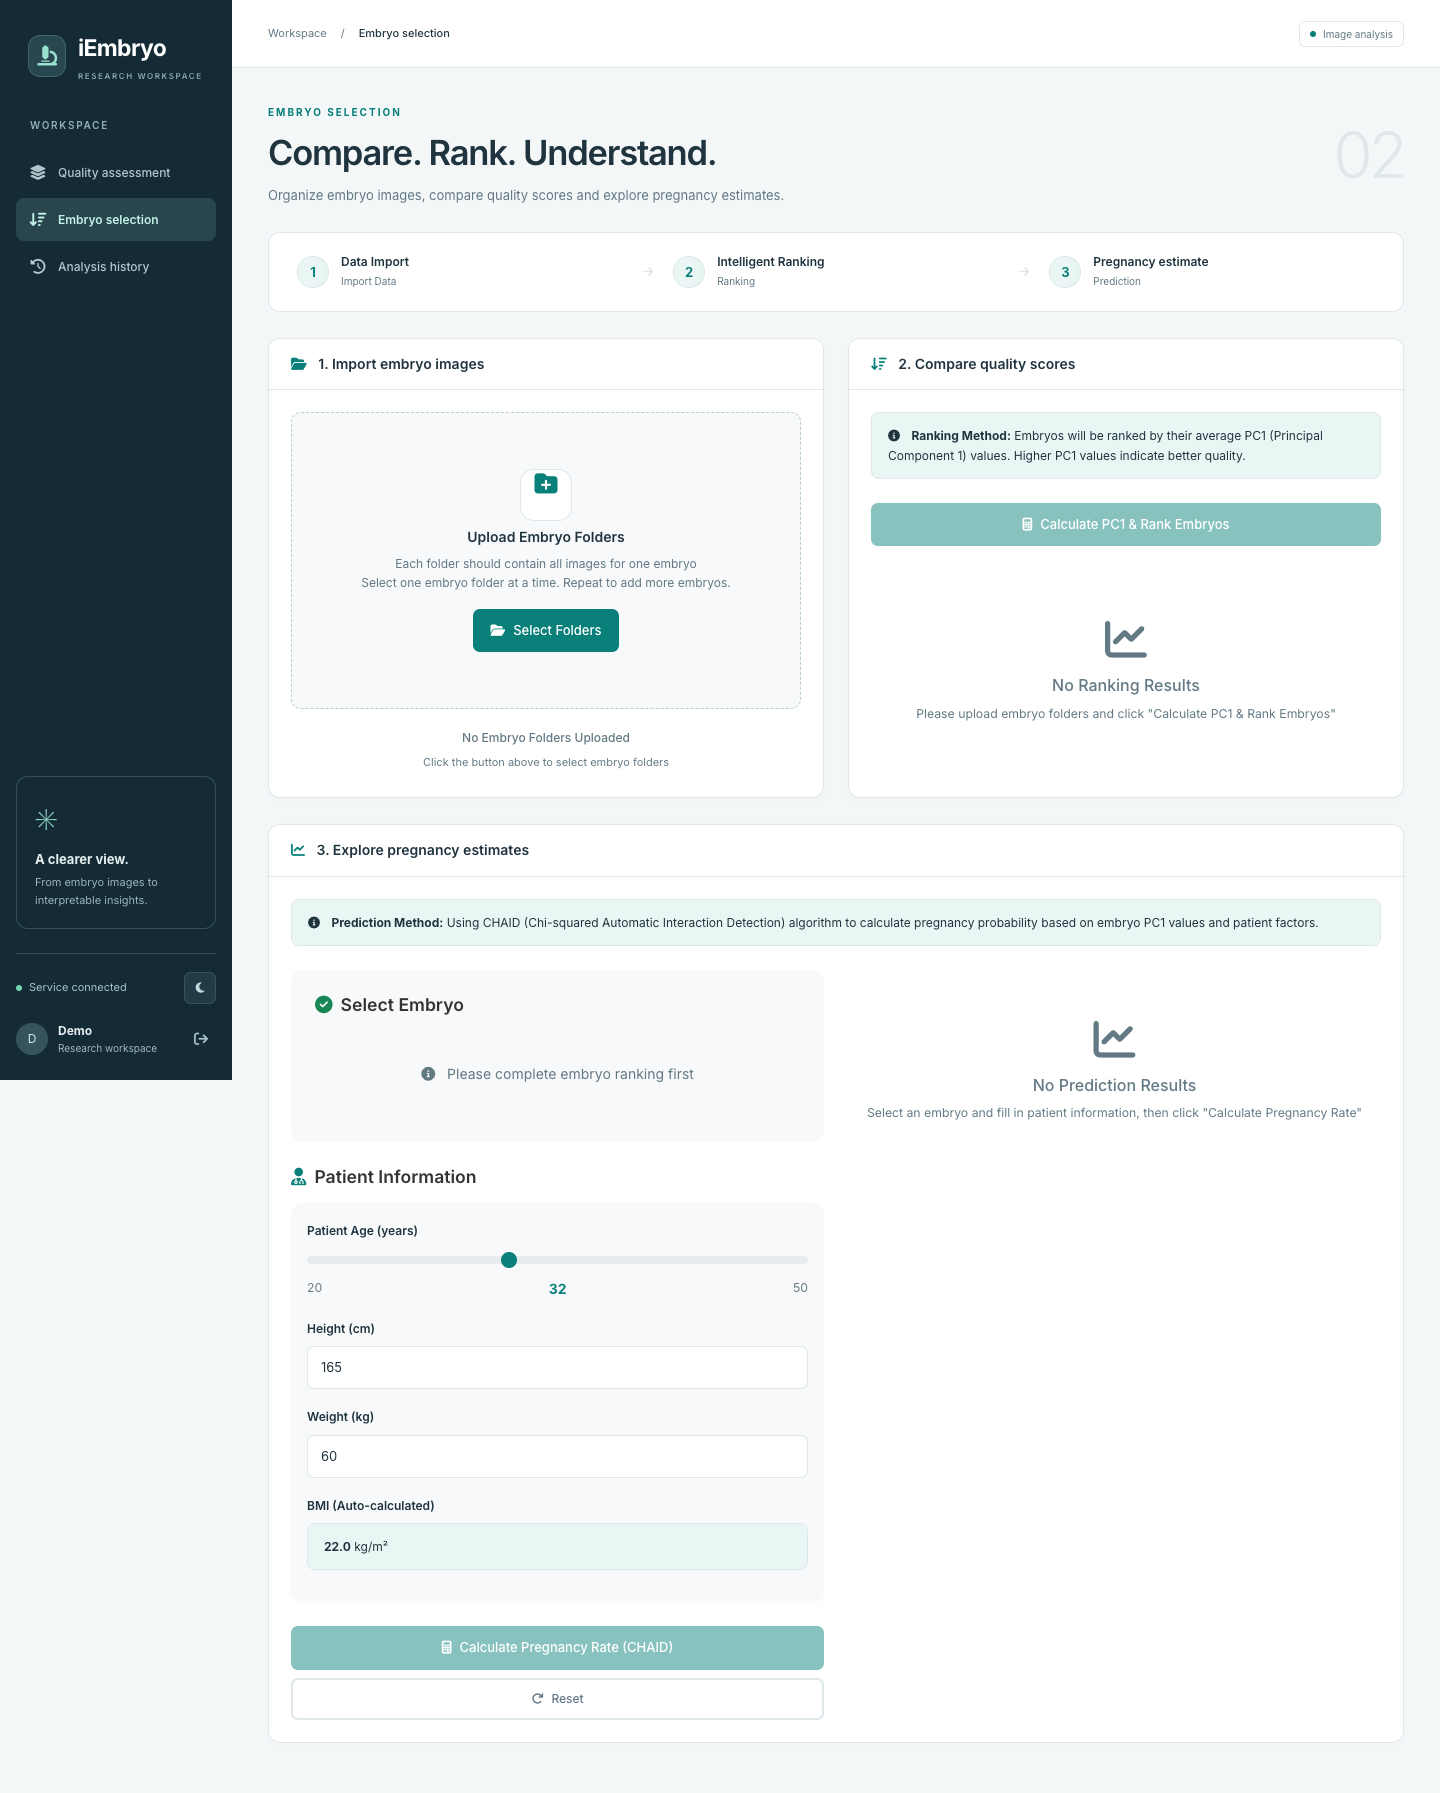 iEmbryo
RESEARCH WORKSPACE
WORKSPACE
Quality assessment
Embryo selection
Analysis history
A clearer view.
From embryo images to
interpretable insights.
Service connected
D
Demo
Research workspace
Workspace / Embryo selection
Image analysis
EMBRYO SELECTION
Compare. Rank. Understand.
02
Organize embryo images, compare quality scores and explore pregnancy estimates.
1
Data Import
Import Data
2
Intelligent Ranking
Ranking
3
Pregnancy estimate
Prediction
1. Import embryo images
Upload Embryo Folders
Each folder should contain all images for one embryo
Select one embryo folder at a time. Repeat to add more embryos.
Select Folders
No Embryo Folders Uploaded
Click the button above to select embryo folders
2. Compare quality scores
Ranking Method: Embryos will be ranked by their average PC1 (Principal
Component 1) values. Higher PC1 values indicate better quality.
Calculate PC1 & Rank Embryos
No Ranking Results
Please upload embryo folders and click "Calculate PC1 & Rank Embryos"
3. Explore pregnancy estimates
Prediction Method: Using CHAID (Chi-squared Automatic Interaction Detection) algorithm to calculate pregnancy probability based on embryo PC1 values and patient factors.
Select Embryo
Please complete embryo ranking first
Patient Information
Patient Age (years)
20
32
50
Height (cm)
165
Weight (kg)
60
BMI (Auto-calculated)
22.0 kg/m²
Calculate Pregnancy Rate (CHAID)
Reset
No Prediction Results
Select an embryo and fill in patient information, then click "Calculate Pregnancy Rate"